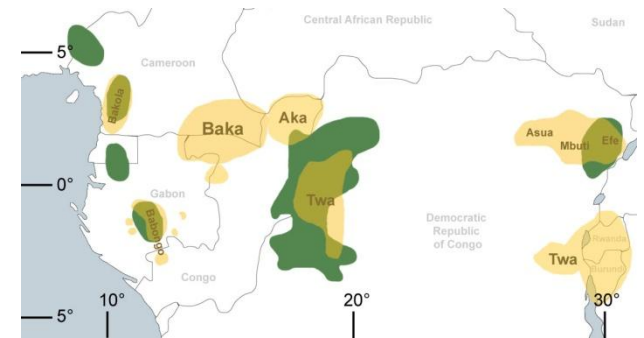 Central African Republic
Sudan
5°
Cameroon
Bakola
Baka
Aka
Asua
Mbuti
Efe
0°
Gabon
Twa
Babongo
Democratic
Republic
of Congo
Rwanda
Twa
Burundi
Congo
10°
20°
30°
5°